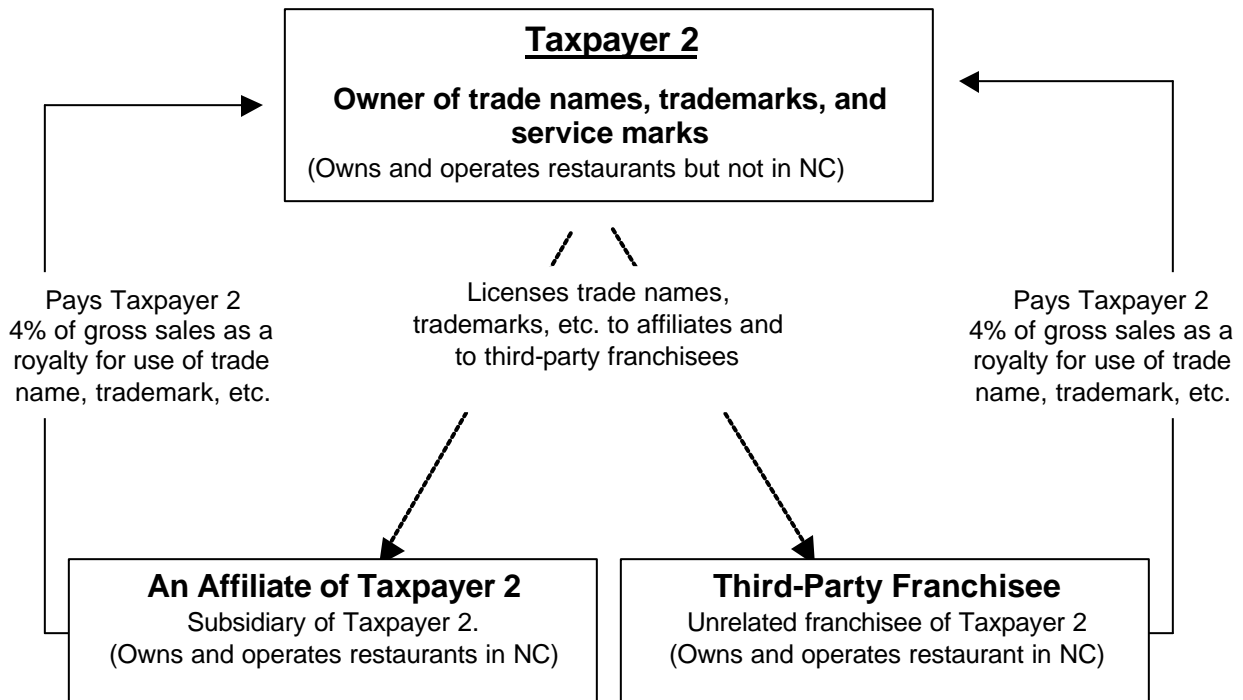 Taxpayer 2
Owner of trade names, trademarks, and
service marks
(Owns and operates restaurants but not in NC)
Pays Taxpayer 2
4% of gross sales as a
royalty for use of trade
name, trademark, etc.
Licenses trade names,
trademarks, etc. to affiliates and
to third-party franchisees
Pays Taxpayer 2
4% of gross sales as a
royalty for use of trade
name, trademark, etc.
An Affiliate of Taxpayer 2
Subsidiary of Taxpayer 2.
(Owns and operates restaurants in NC)
Third-Party Franchisee
Unrelated franchisee of Taxpayer 2
(Owns and operates restaurant in NC)